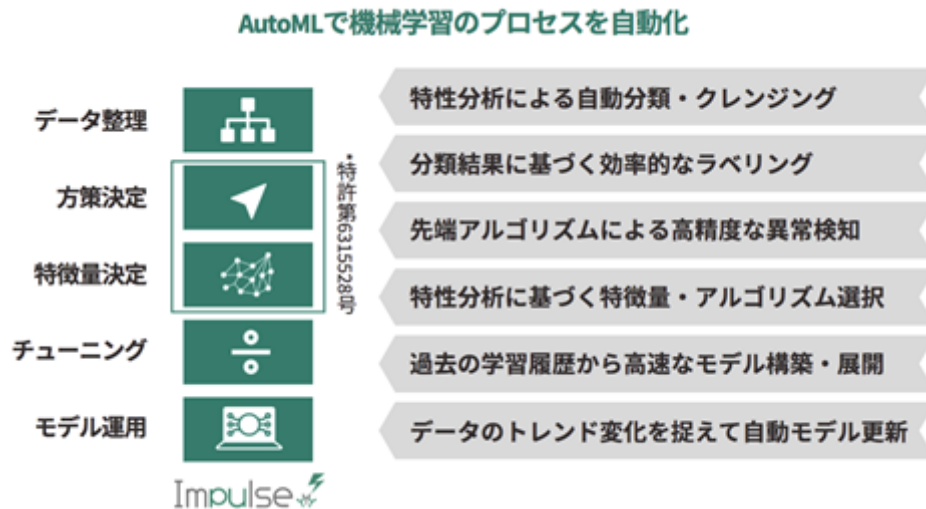 AutoMLで機械学習のプロセスを自動化
データ整理
方策決定
特徴量決定
チューニング
モデル運用
・特許第6315528号
Impulse
特性分析による自動分類・クレンジング
分類結果に基づく効率的なラベリング
先端アルゴリズムによる高精度な異常検知
特性分析に基づく特徴量・アルゴリズム選択
過去の学習履歴から高速なモデル構築・展開
データのトレンド変化を捉えて自動モデル更新